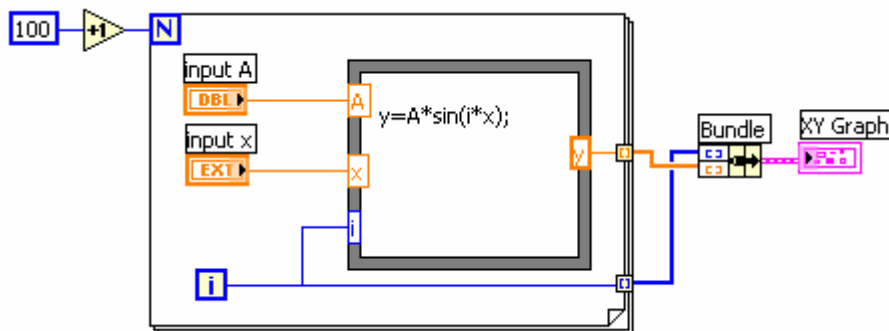 100
+1
N
input A
DBL
A
y=A*sin(i*x);
input x
EXT
x
i
y
i
Bundle
XY Graph